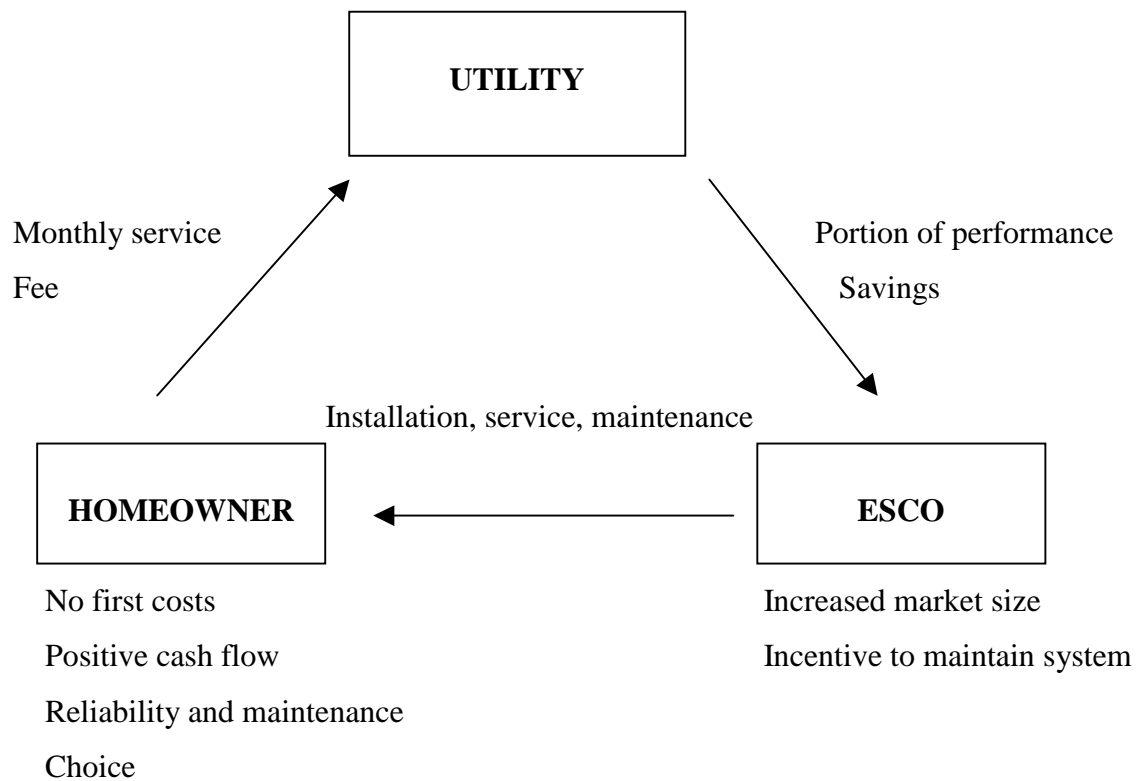 UTILITY
Monthly service
Fee
Portion of performance
Savings
Installation, service, maintenance
HOMEOWNER
ESCO
No first costs
Positive cash flow
Reliability and maintenance
Choice
Increased market size
Incentive to maintain system